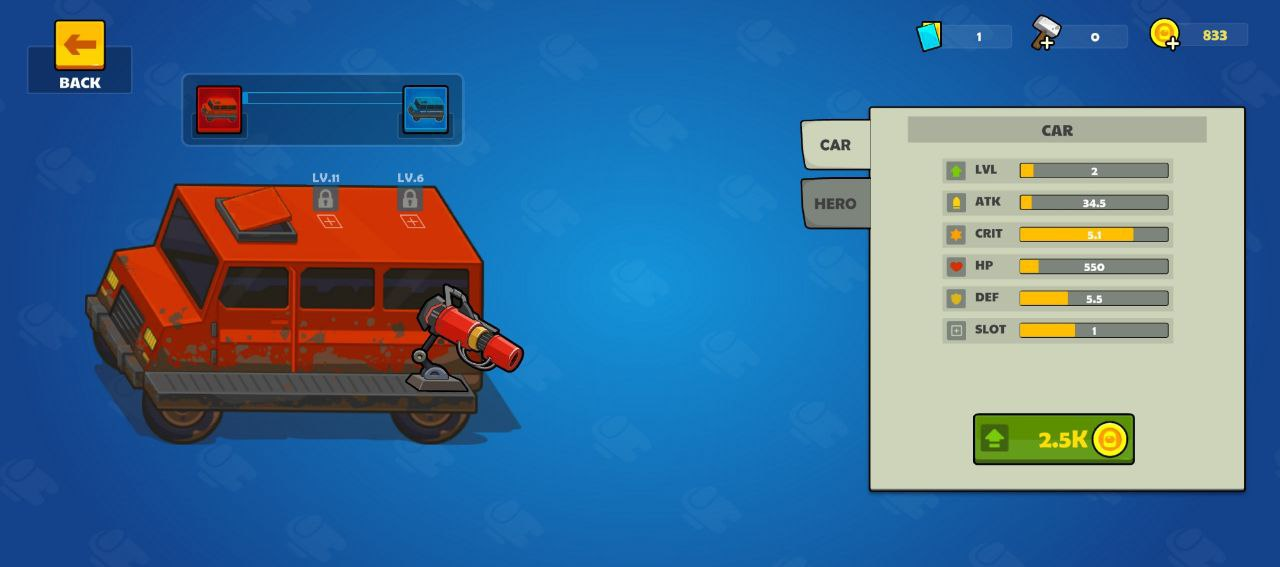 BACK
1
0
833
LV.11
LV.6
CAR
HERO
CAR
LVL 2
ATK 34.5
CRIT 5.1
HP 550
DEF 5.5
SLOT 1
2.5K